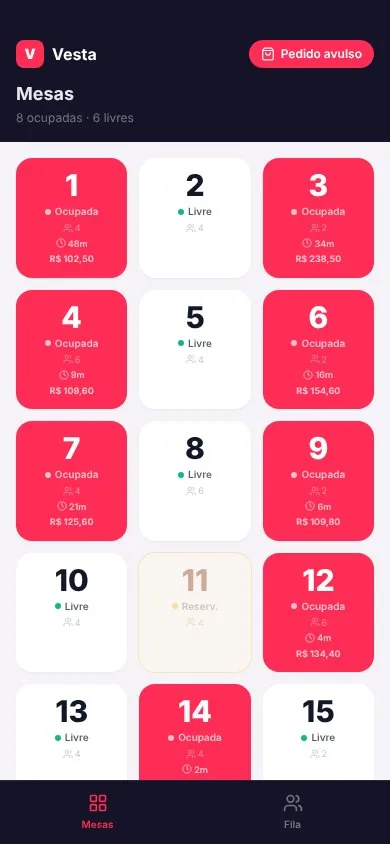 V Vesta
Pedido avulso
Mesas
8 ocupadas · 6 livres
1
Ocupada
4
48m
R$ 102,50
2
Livre
4
3
Ocupada
2
34m
R$ 238,50
4
Ocupada
6
9m
R$ 109,60
5
Livre
4
6
Ocupada
2
16m
R$ 154,60
7
Ocupada
4
21m
R$ 125,60
8
Livre
6
9
Ocupada
2
6m
R$ 109,80
10
Livre
4
11
Reserv.
4
12
Ocupada
6
4m
R$ 134,40
13
Livre
4
14
Ocupada
4
2m
15
Livre
2
Mesas
Fila